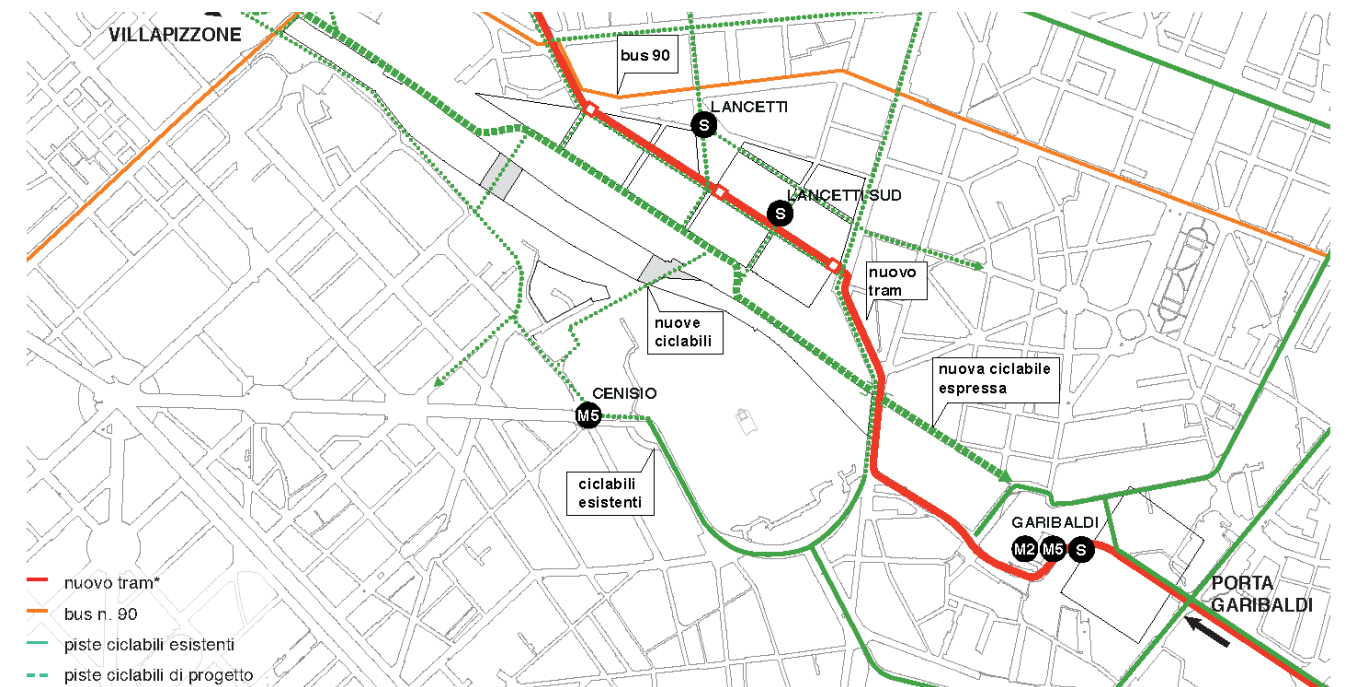 VILLAPIZZONE
bus 90
LANCETTI
S
LANCETTI SUD
S
nuovo
tram
nuove
ciclabili
nuova ciclabile
espressa
CENISIO
M5
ciclabili
esistenti
GARIBALDI
M2 M5 S
PORTA
GARIBALDI
nuovo tram*
bus n. 90
piste ciclabili esistenti
piste ciclabili di progetto